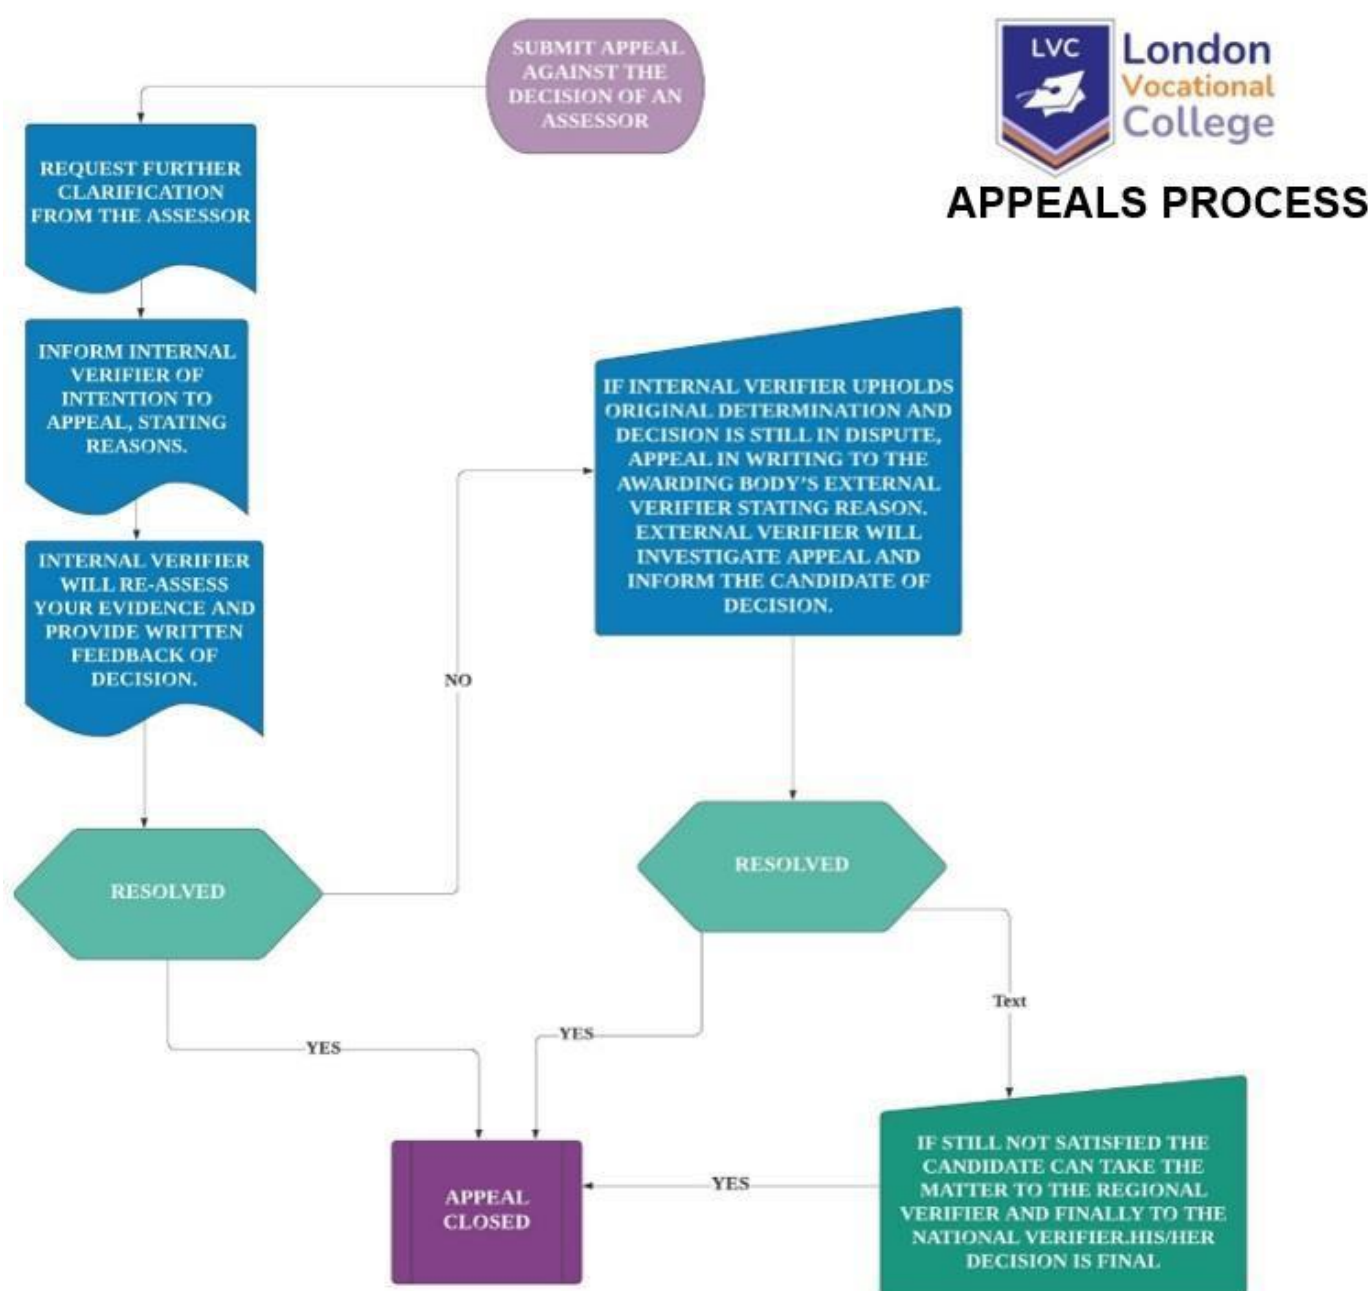 SUBMIT APPEAL
AGAINST THE
DECISION OF AN
ASSESSOR
LVC
London
Vocational
College
APPEALS PROCESS
REQUEST FURTHER
CLARIFICATION
FROM THE ASSESSOR
INFORM INTERNAL
VERIFIER OF
INTENTION TO
APPEAL, STATING
REASONS.
INTERNAL VERIFIER
WILL RE-ASSESS
YOUR EVIDENCE AND
PROVIDE WRITTEN
FEEDBACK OF
DECISION.
RESOLVED
NO
YES
IF INTERNAL VERIFIER UPHOLDS
ORIGINAL DETERMINATION AND
DECISION IS STILL IN DISPUTE,
APPEAL IN WRITING TO THE
AWARDING BODY’S EXTERNAL
VERIFIER STATING REASON.
EXTERNAL VERIFIER WILL
INVESTIGATE APPEAL AND
INFORM THE CANDIDATE OF
DECISION.
RESOLVED
YES
Text
IF STILL NOT SATISFIED THE
CANDIDATE CAN TAKE THE
MATTER TO THE REGIONAL
VERIFIER AND FINALLY TO THE
NATIONAL VERIFIER.HIS/HER
DECISION IS FINAL
YES
APPEAL
CLOSED